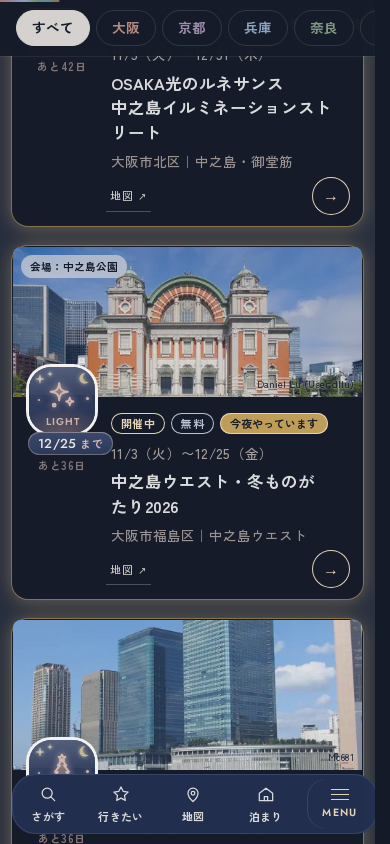 すべて
大阪
京都
兵庫
奈良
あと42日
OSAKA光のルネサンス
中之島イルミネーションスト
リート
大阪市北区｜中之島・御堂筋
地図 ↗
→
会場：中之島公園
LIGHT
12/25 まで
あと36日
開催中
無料
今夜やっています
11/3（火）〜12/25（金）
中之島ウエスト・冬ものが
たり2026
大阪市福島区｜中之島ウエスト
地図 ↗
→
Mc681
さがす
行きたい
地図
泊まり
MENU
あと36日